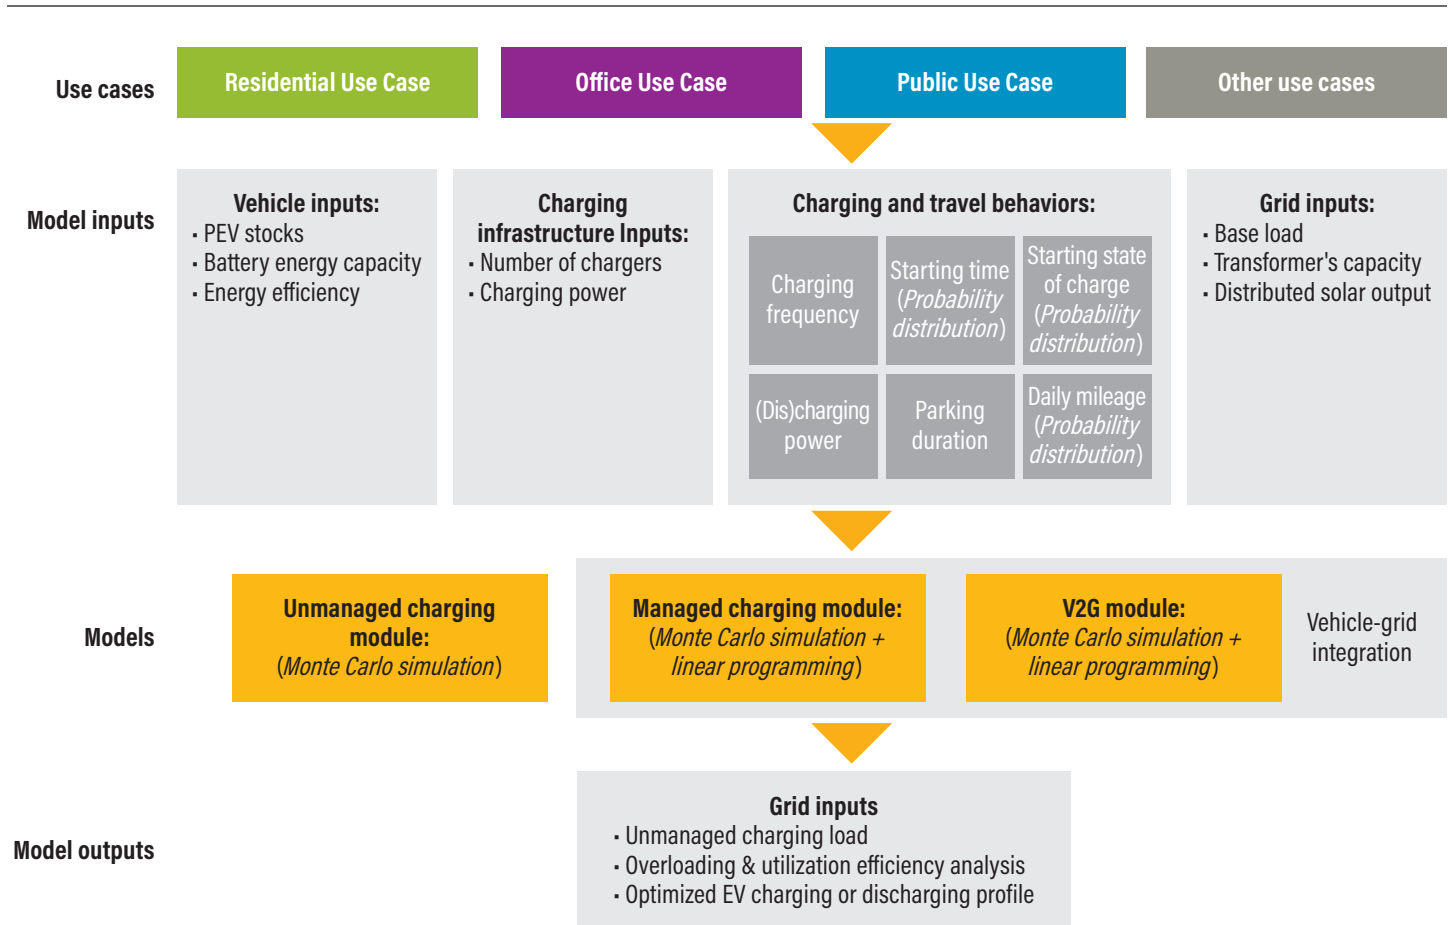 Use cases
Residential Use Case
Office Use Case
Public Use Case
Other use cases
Model inputs
Vehicle inputs:
· PEV stocks
· Battery energy capacity
· Energy efficiency
Charging
infrastructure Inputs:
· Number of chargers
· Charging power
Charging and travel behaviors:
Charging
frequency
Starting time
(Probability
distribution)
Starting state
of charge
(Probability
distribution)
(Dis)charging
power
Parking
duration
Daily mileage
(Probability
distribution)
Grid inputs:
· Base load
· Transformer's capacity
· Distributed solar output
Models
Unmanaged charging
module:
(Monte Carlo simulation)
Managed charging module:
(Monte Carlo simulation +
linear programming)
V2G module:
(Monte Carlo simulation +
linear programming)
Vehicle-grid
integration
Model outputs
Grid inputs
· Unmanaged charging load
· Overloading & utilization efficiency analysis
· Optimized EV charging or discharging profile